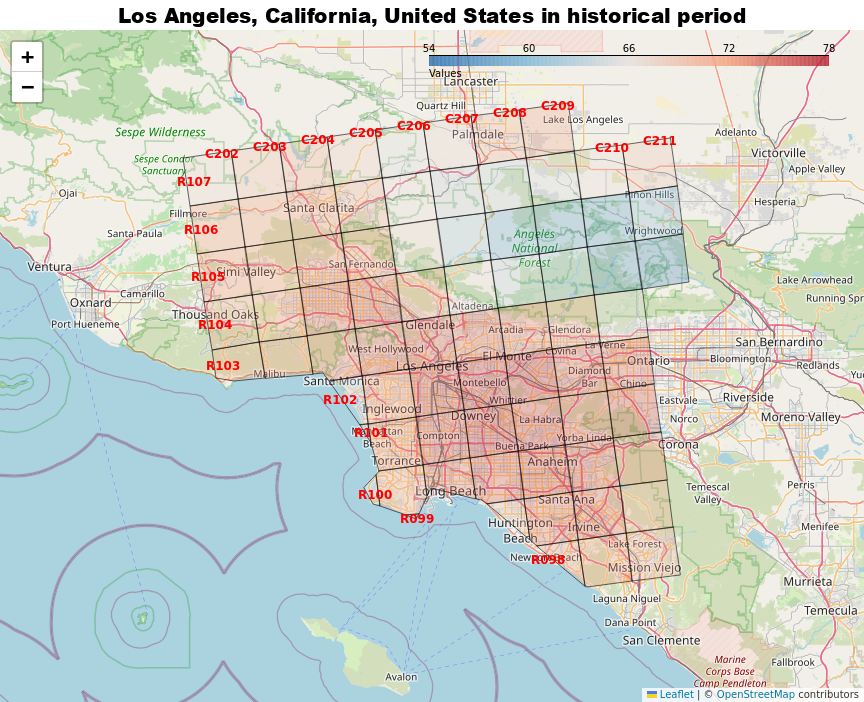 Los Angeles, California, United States in historical period
+
−
54 60 66 72 78
Values
Lancaster
Quartz Hill
C209
C208
Lake Los Angeles
C207
C206
Palmdale
C205
Sespe Wilderness
Adelanto
C204
C203
C211
C210
C202
Victorville
Sespe Condor
Sanctuary
Apple Valley
R107
Ojai
Pinon Hills
Hesperia
Fillmore
Santa Clarita
R106
Santa Paula
Wrightwood
Angeles
National
Forest
Ventura
San Fernando
R105
Simi Valley
Lake Arrowhead
Camarillo
Oxnard
Running Spr
Altadena
Thousand Oaks
Port Hueneme
R104
Glendale
Arcadia
Glendora
San Bernardino
La Verne
West Hollywood
Covina
El Monte
Ontario
Bloomington
R103
Los Angeles
Redlands
Diamond
Bar
Malibu
Yu
Santa Monica
Montebello
Chino
R102
Whittier
Eastvale
Riverside
Inglewood
Downey
La Habra
Norco
Moreno Valley
R101
Manhattan
Beach
Compton
Yorba Linda
Buena Park
Corona
Torrance
Anaheim
Perris
Temescal
Valley
R100
Long Beach
Santa Ana
R099
Huntington
Beach
Irvine
Menifee
Lake Forest
Newport Beach
R098
Mission Viejo
Murrieta
Laguna Niguel
Temecula
Dana Point
San Clemente
Marine
Corps Base
Camp Pendleton
Fallbrook
Avalon
Leaflet | © OpenStreetMap contributors